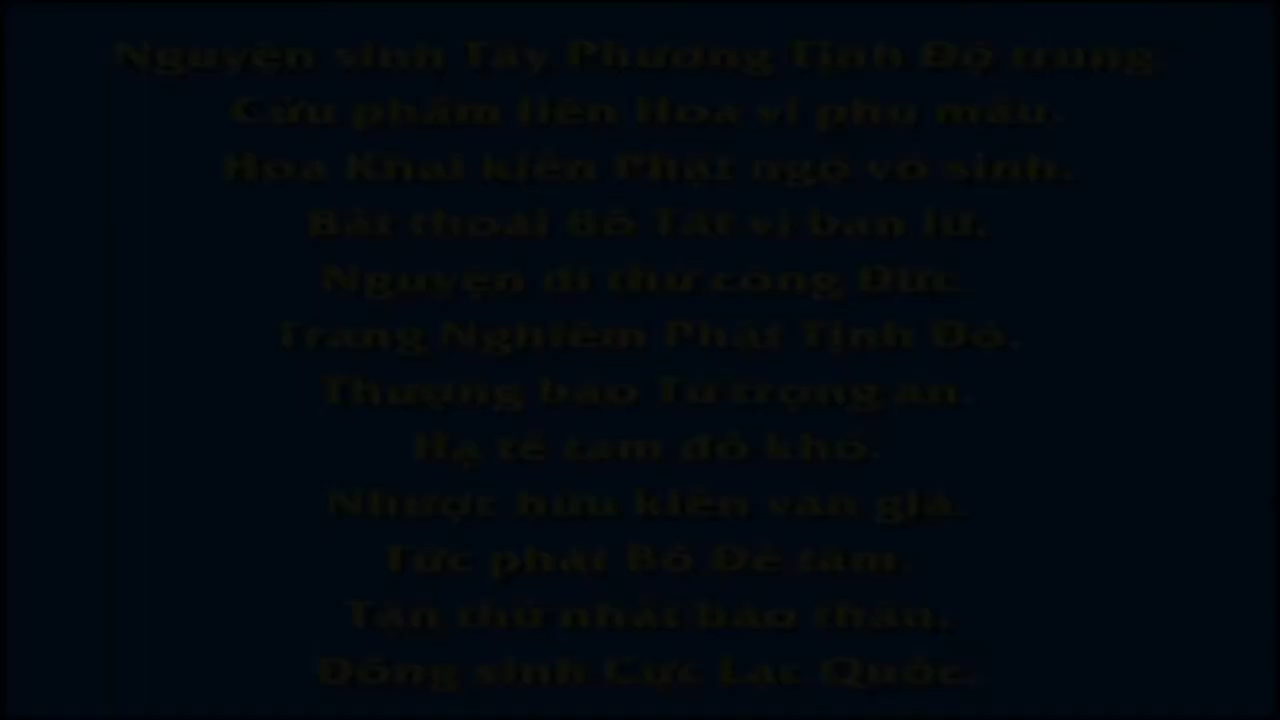 Nguyện sinh Tây Phương Tịnh Độ trung.
Cửu phẩm liên Hoa vi phụ mẫu.
Hoa Khai kiến Phật ngộ vô sinh.
Bất thoái Bồ Tát vi bạn lữ.
Nguyện dĩ thử công Đức.
Trang Nghiêm Phật Tịnh Độ.
Thượng báo Tứ trọng ân.
Hạ tế tam đồ khổ.
Nhược hữu kiến văn giả.
Tức phát Bồ Đề tâm.
Tận thử nhất báo thân.
Đồng sinh Cực Lạc Quốc.